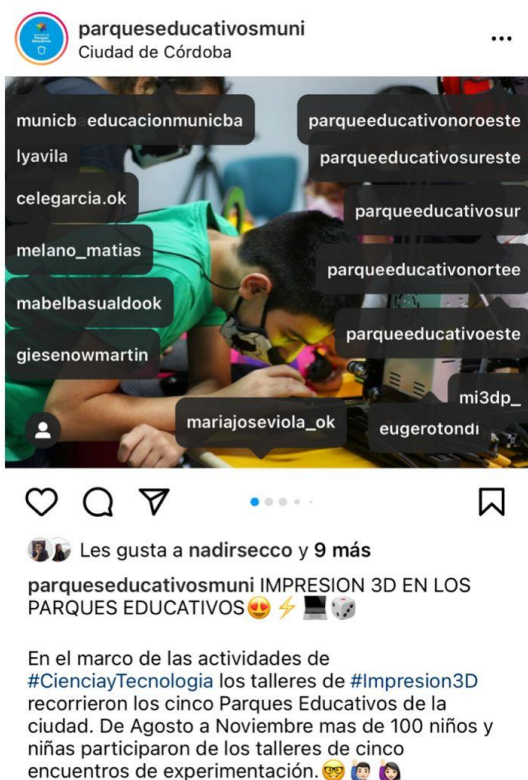 parqueseducativosmuni
Ciudad de Córdoba
municb educacionmunicba
parqueeducativonoroeste
lyavila
parqueeducativosureste
celegarcia.ok
parqueeducativosur
melano_matias
parqueeducativonortee
mabelbasualdook
parqueeducativoeste
giesenowmartin
mi3dp_
mariajoseviola_ok
eugerotondi
Les gusta a nadirsecco y 9 más
parqueseducativosmuni IMPRESION 3D EN LOS
PARQUES EDUCATIVOS😍⚡💻🎲
En el marco de las actividades de
#CienciayTecnologia los talleres de #Impresion3D
recorrieron los cinco Parques Educativos de la
ciudad. De Agosto a Noviembre mas de 100 niños y
niñas participaron de los talleres de cinco
encuentros de experimentación.🤓🙋🏻‍♂️🙋🏻‍♀️